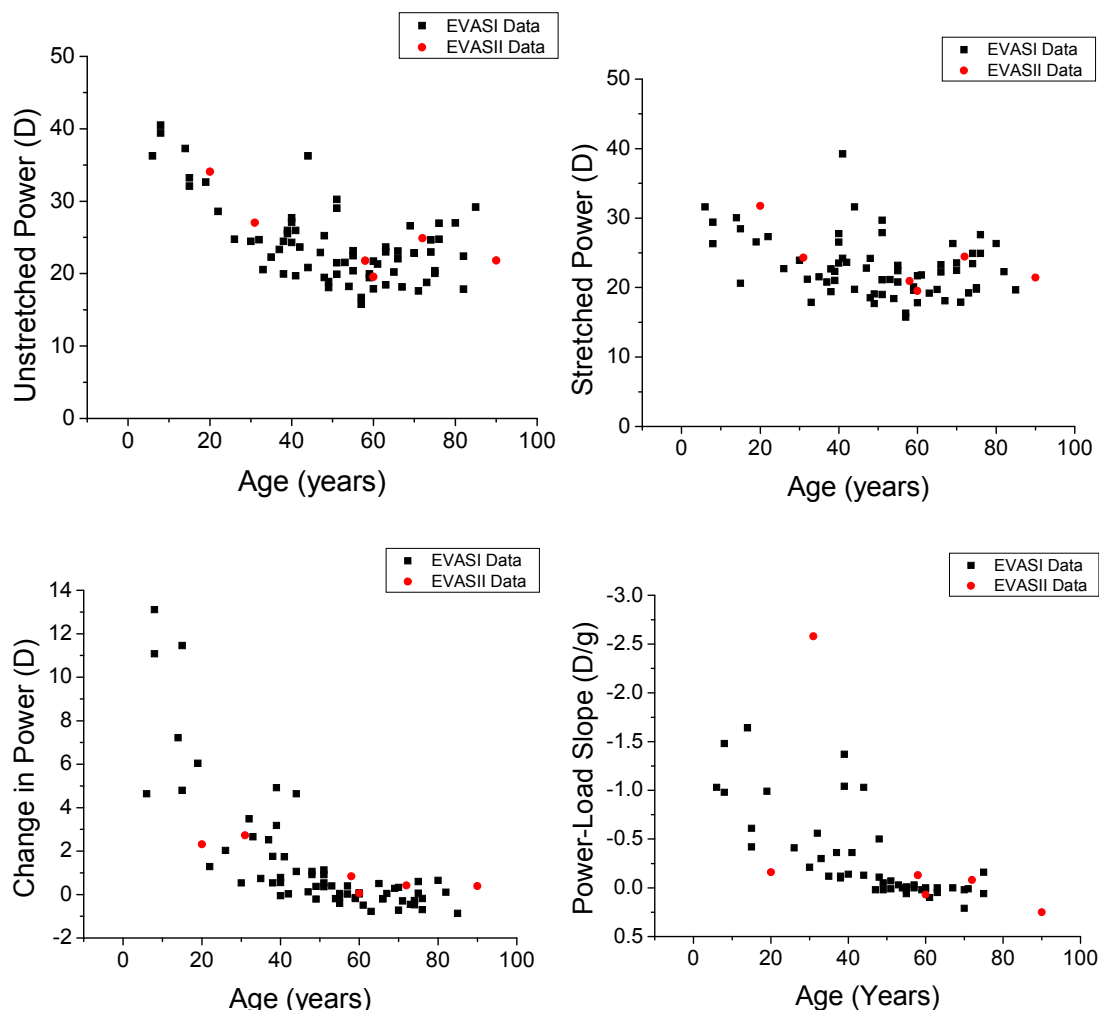 EVASI Data
EVASII Data
50
40
30
20
10
0
Unstretched Power (D)
0 20 40 60 80 100
Age (years)
EVASI Data
EVASII Data
50
40
30
20
10
0
Stretched Power (D)
0 20 40 60 80 100
Age (years)
EVASI Data
EVASII Data
14
12
10
8
6
4
2
0
-2
Change in Power (D)
0 20 40 60 80 100
Age (years)
EVASI Data
EVASII Data
-3.0
-2.5
-2.0
-1.5
-1.0
-0.5
0.0
0.5
Power-Load Slope (D/g)
0 20 40 60 80 100
Age (Years)